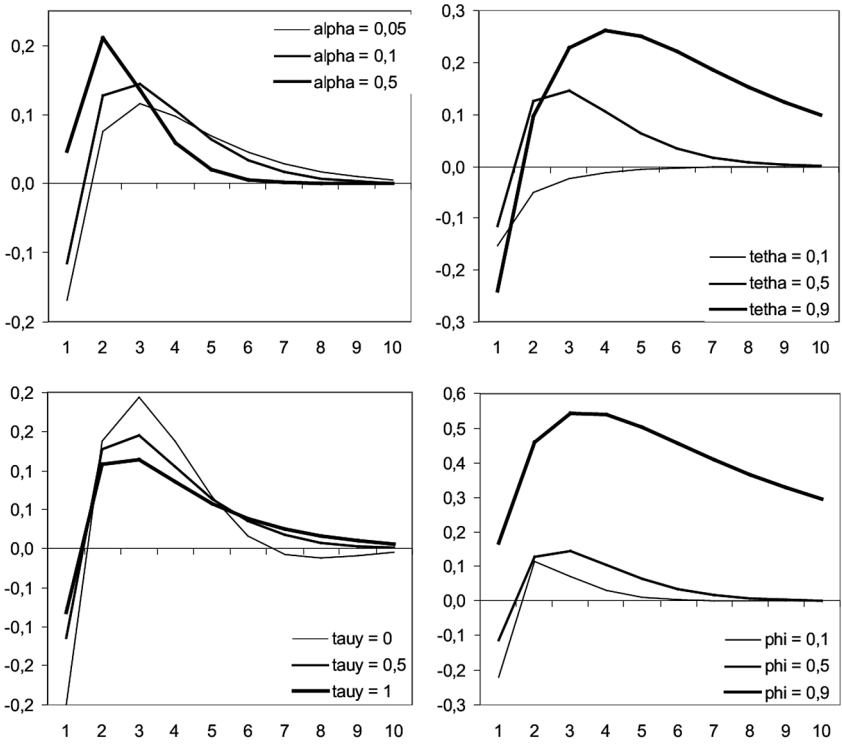 0,2
0,1
0,0
-0,1
-0,2
alpha = 0,05
alpha = 0,1
alpha = 0,5
1 2 3 4 5 6 7 8 9 10
0,3
0,2
0,1
0,0
-0,1
-0,2
-0,3
tetha = 0,1
tetha = 0,5
tetha = 0,9
1 2 3 4 5 6 7 8 9 10
0,2
0,2
0,1
0,1
0,0
-0,1
-0,1
-0,2
-0,2
tauy = 0
tauy = 0,5
tauy = 1
1 2 3 4 5 6 7 8 9 10
0,6
0,5
0,4
0,3
0,2
0,1
0,0
-0,1
-0,2
-0,3
phi = 0,1
phi = 0,5
phi = 0,9
1 2 3 4 5 6 7 8 9 10